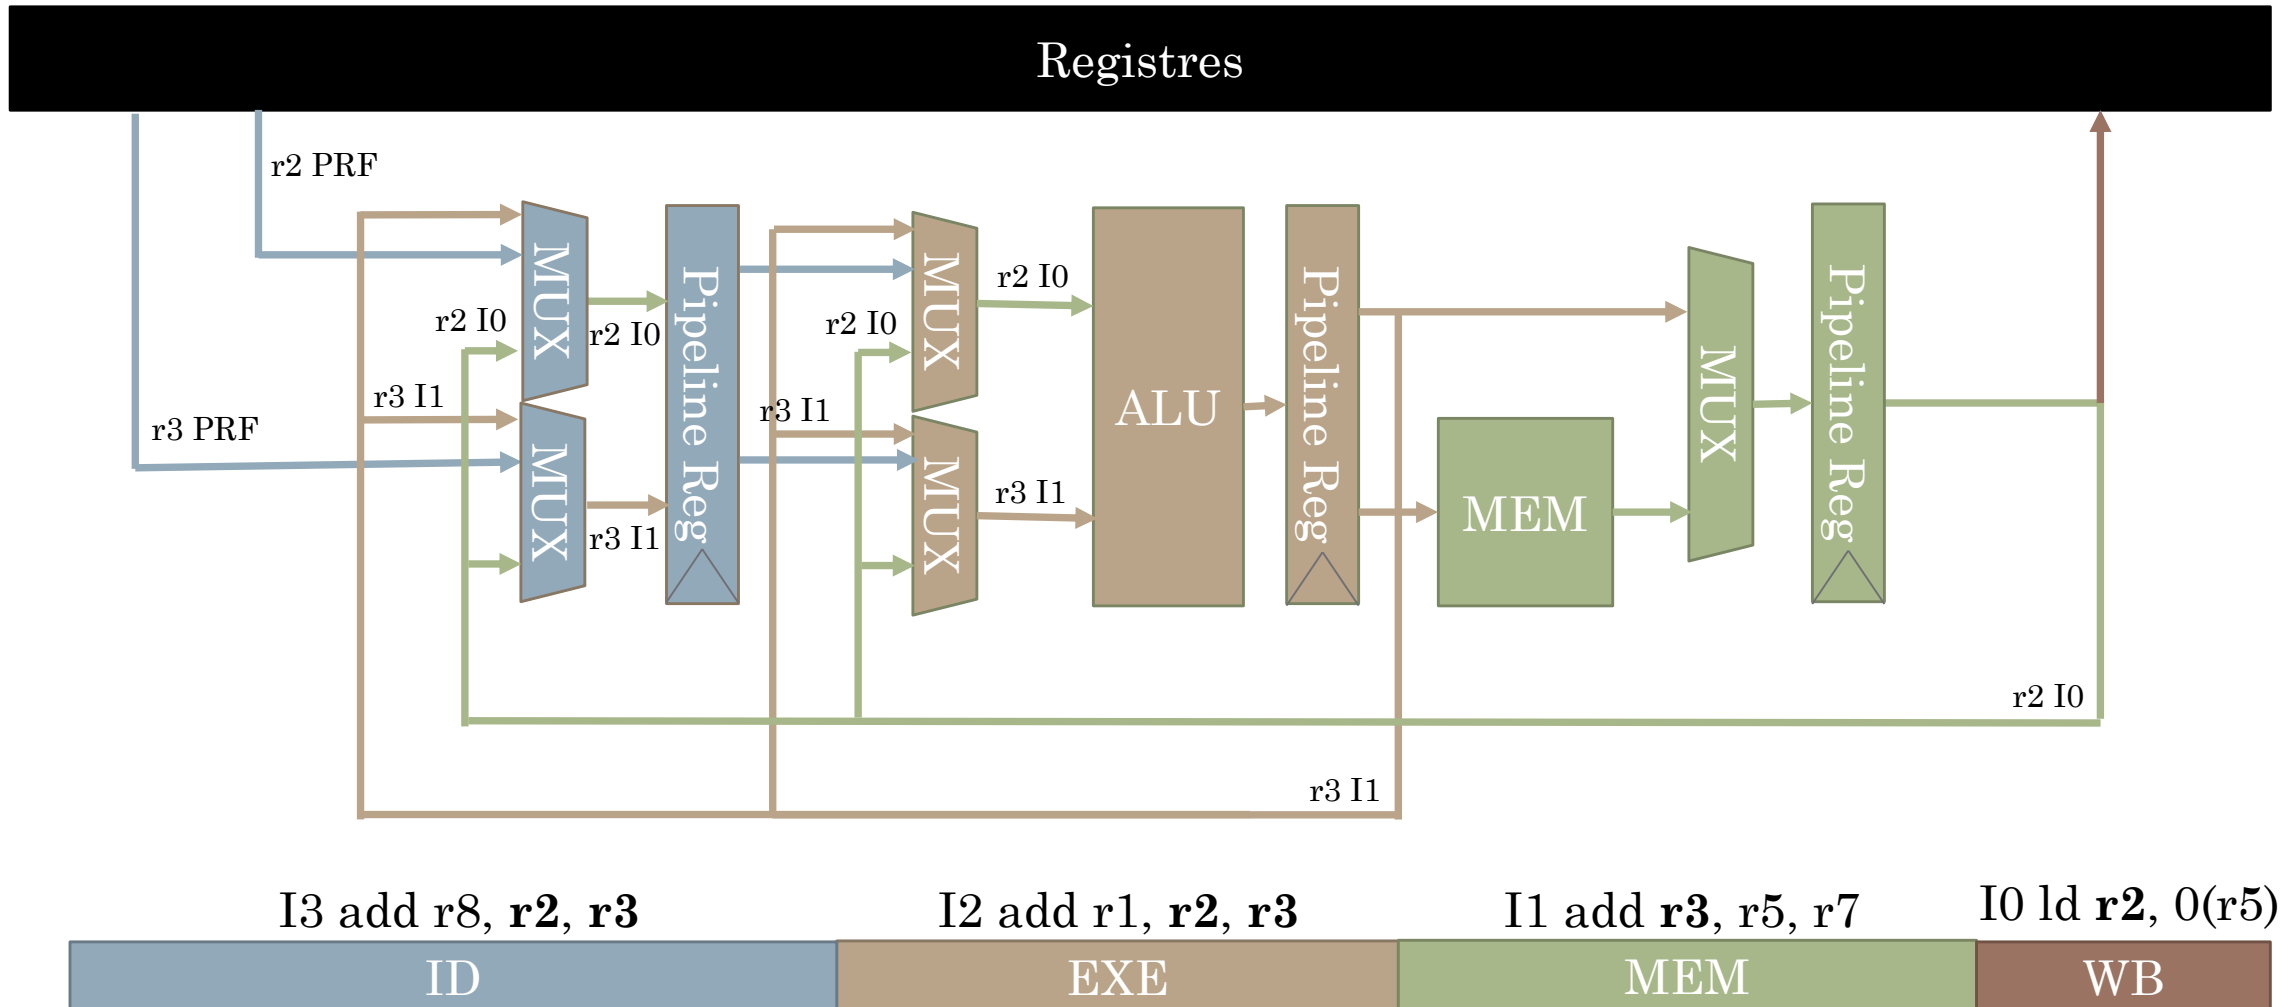 Registres
r2 PRF
r2 I0
r2 I0
r3 I1
r3 PRF
r3 I1
MUX
MUX
Pipeline Reg
r2 I0
r3 I1
MUX
MUX
r2 I0
r3 I1
ALU
Pipeline Reg
MEM
MUX
Pipeline Reg
r2 I0
r3 I1
I3 add r8, r2, r3
I2 add r1, r2, r3
I1 add r3, r5, r7
I0 ld r2, 0(r5)
ID
EXE
MEM
WB